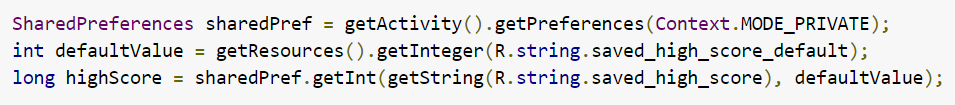 SharedPreferences sharedPref = getActivity().getPreferences(Context.MODE_PRIVATE);
int defaultValue = getResources().getInteger(R.string.saved_high_score_default);
long highScore = sharedPref.getInt(getString(R.string.saved_high_score), defaultValue);